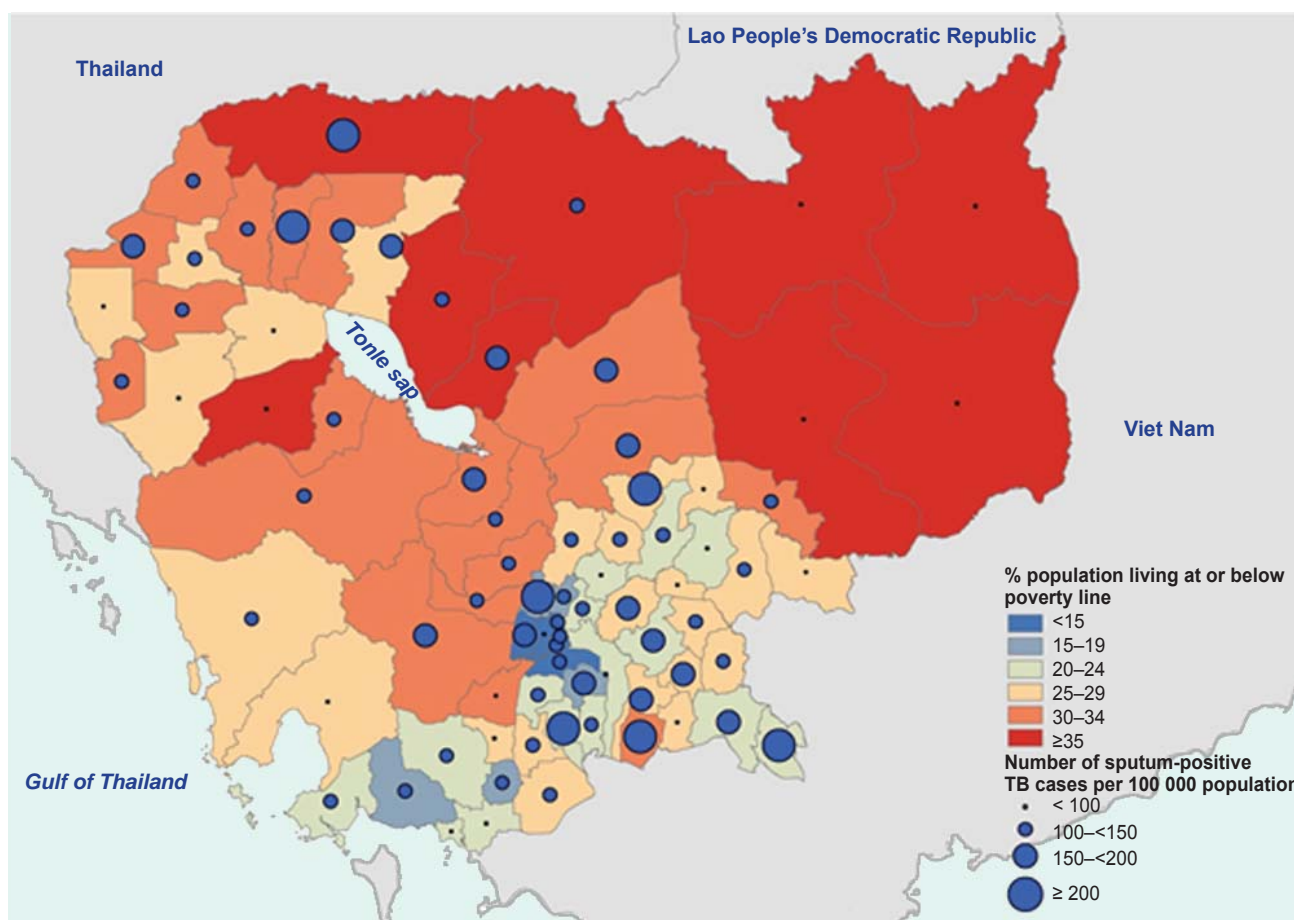 Lao People's Democratic Republic
Thailand
Tonle sap
Viet Nam
Gulf of Thailand
% population living at or below
poverty line
<15
15–19
20–24
25–29
30–34
≥35
Number of sputum-positive
TB cases per 100 000 population
< 100
100–<150
150–<200
≥ 200